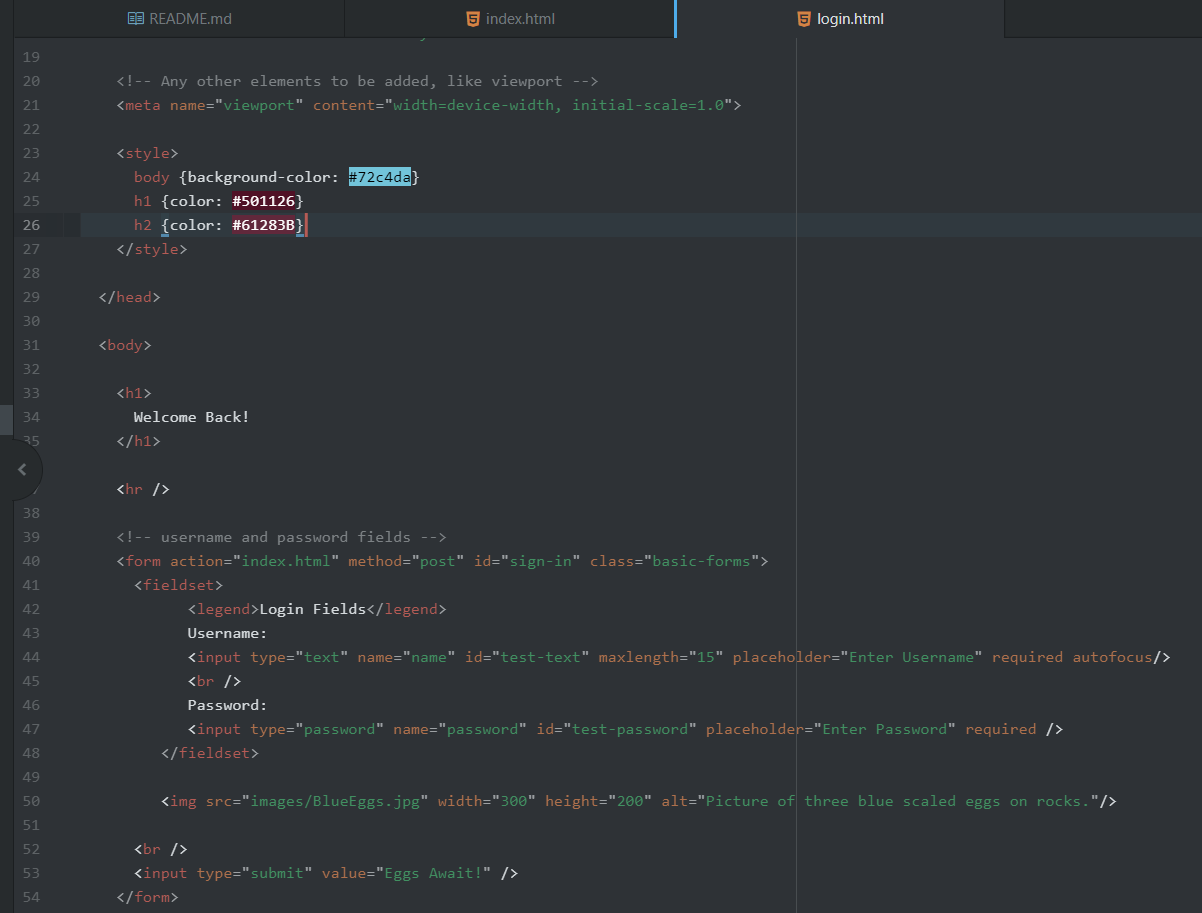 README.md
index.html
login.html
19
20 <!-- Any other elements to be added, like viewport -->
21 <meta name="viewport" content="width=device-width, initial-scale=1.0">
22
23 <style>
24 body {background-color: #72c4da}
25 h1 {color: #501126}
26 h2 {color: #61283B}
27 </style>
28
29 </head>
30
31 <body>
32
33 <h1>
34 Welcome Back!
35 </h1>
<hr />
38
39 <!-- username and password fields -->
40 <form action="index.html" method="post" id="sign-in" class="basic-forms">
41 <fieldset>
42 <legend>Login Fields</legend>
43 Username:
44 <input type="text" name="name" id="test-text" maxlength="15" placeholder="Enter Username" required autofocus/>
45 <br />
46 Password:
47 <input type="password" name="password" id="test-password" placeholder="Enter Password" required />
48 </fieldset>
49
50 <img src="images/BlueEggs.jpg" width="300" height="200" alt="Picture of three blue scaled eggs on rocks."/>
51
52 <br />
53 <input type="submit" value="Eggs Await!" />
54 </form>